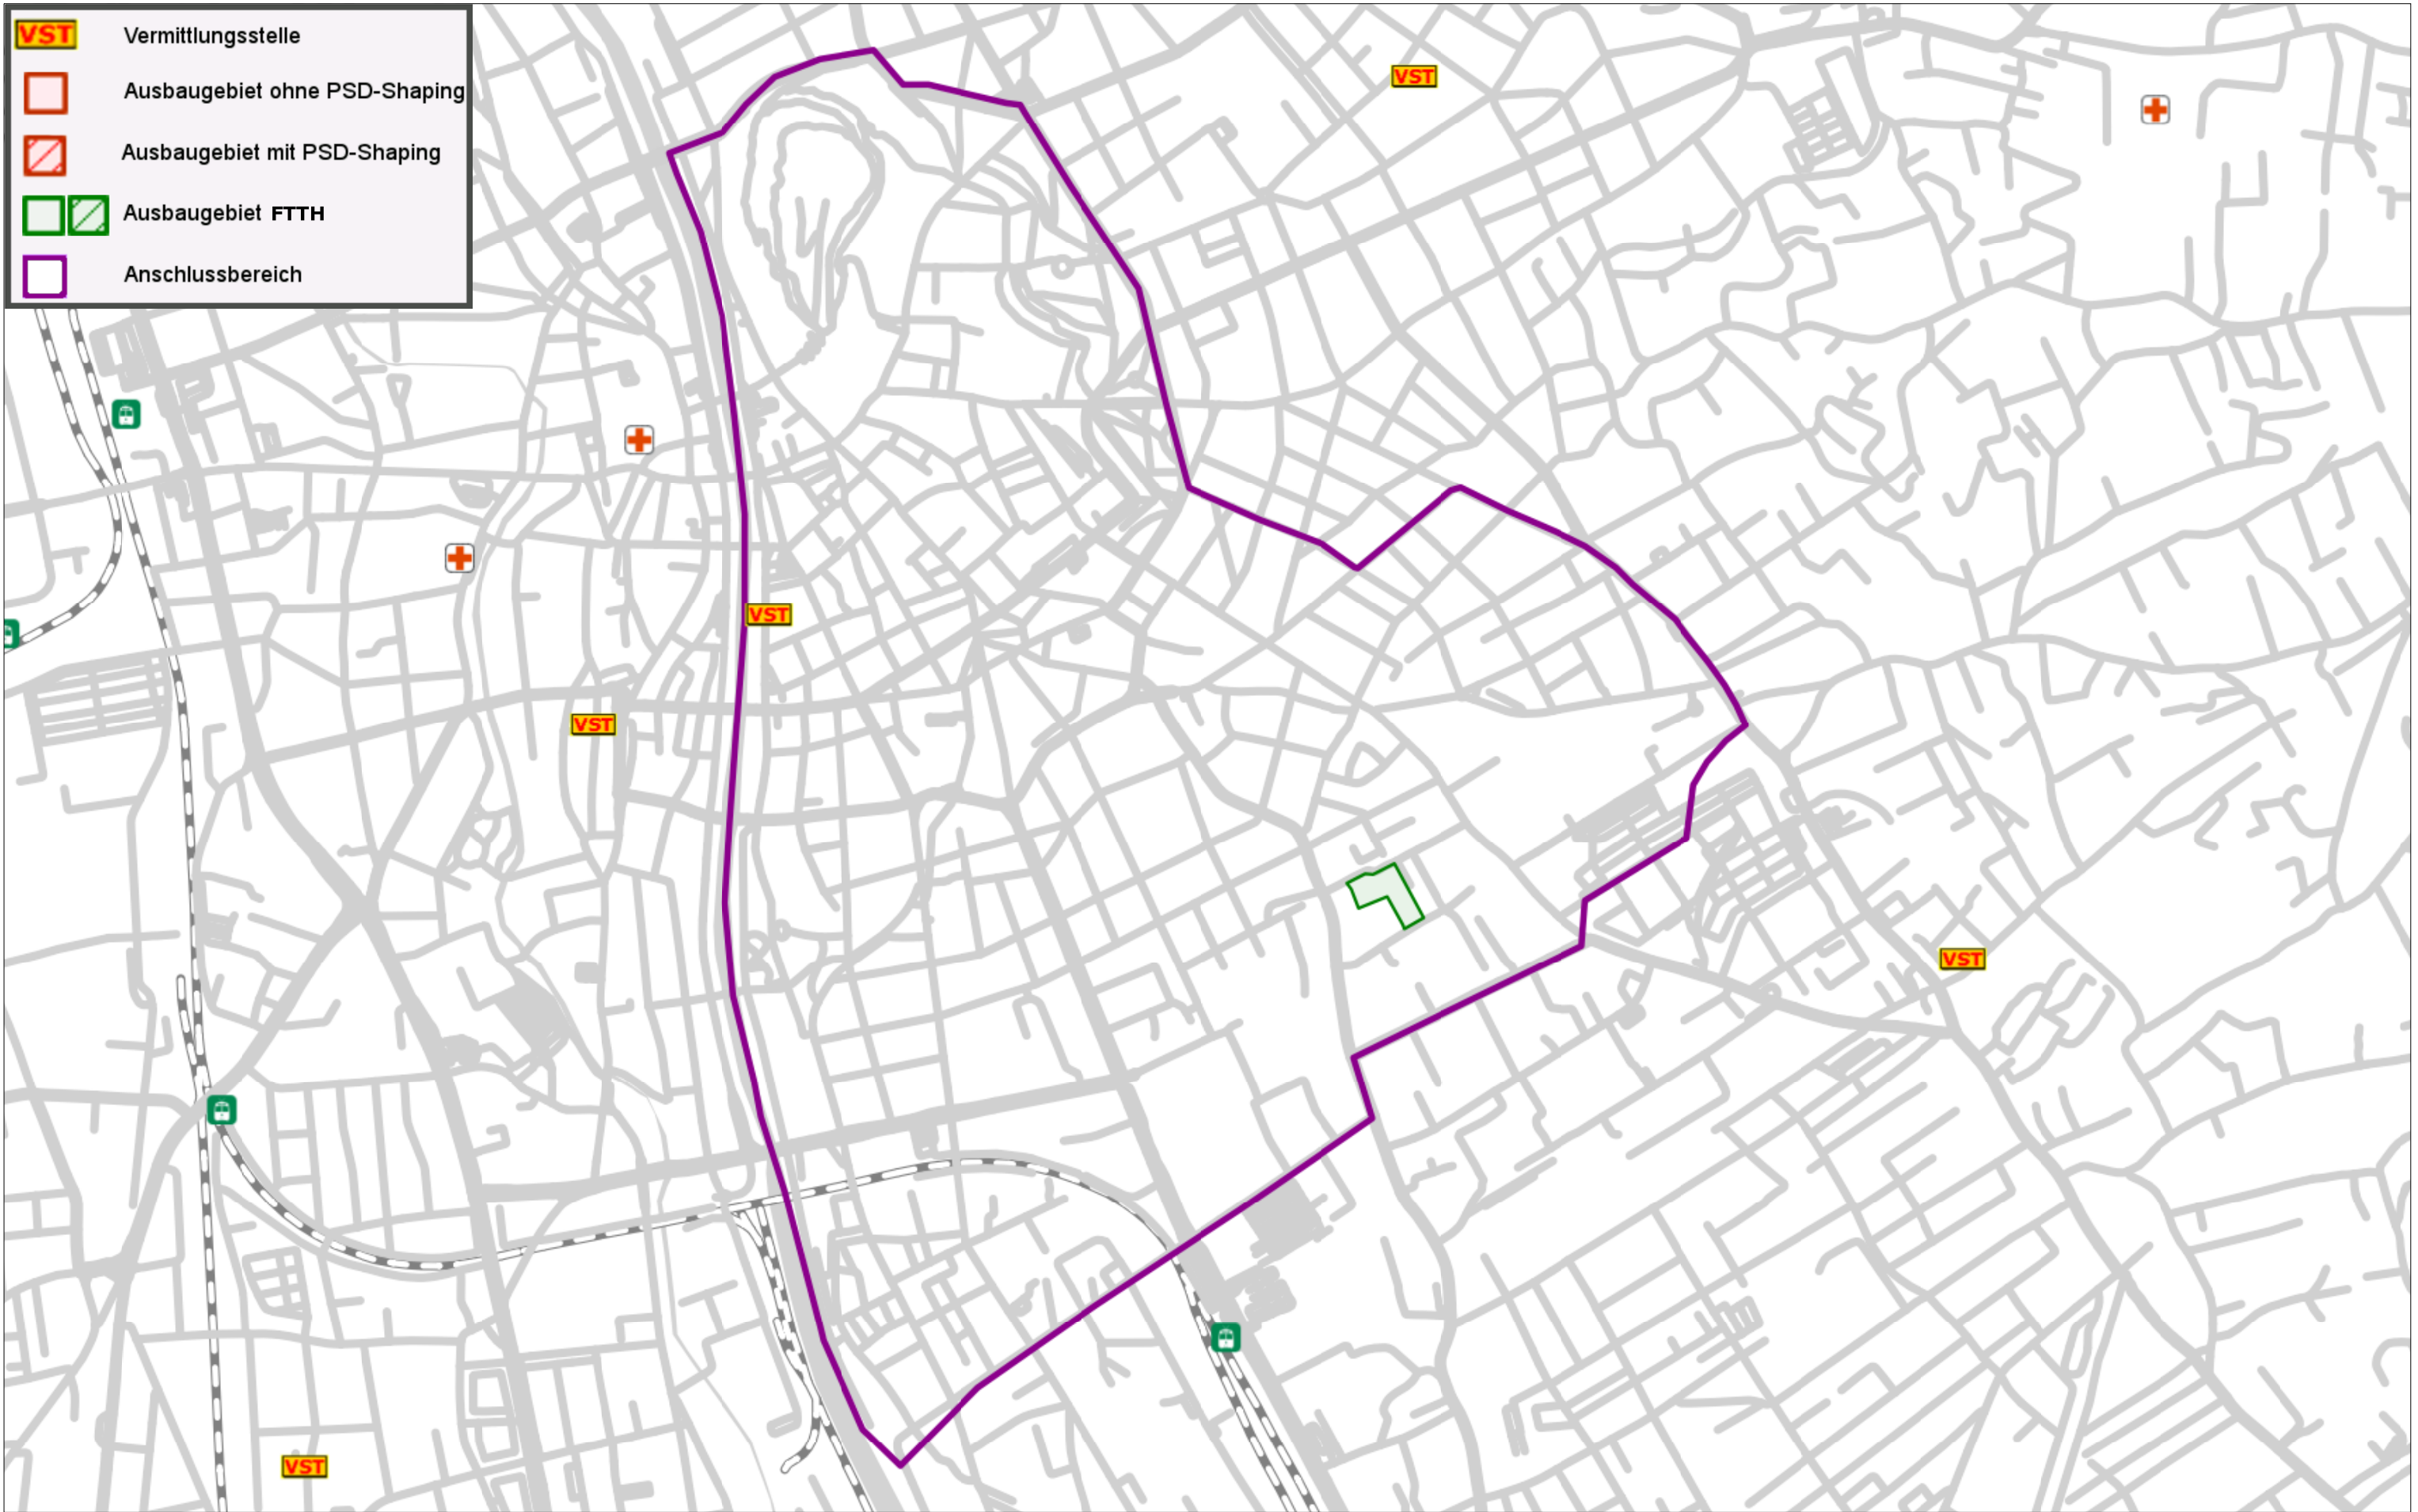 VST Vermittlungsstelle
Ausbaugebiet ohne PSD-Shaping
Ausbaugebiet mit PSD-Shaping
Ausbaugebiet FTTH
Anschlussbereich
VST
VST
VST
VST
VST